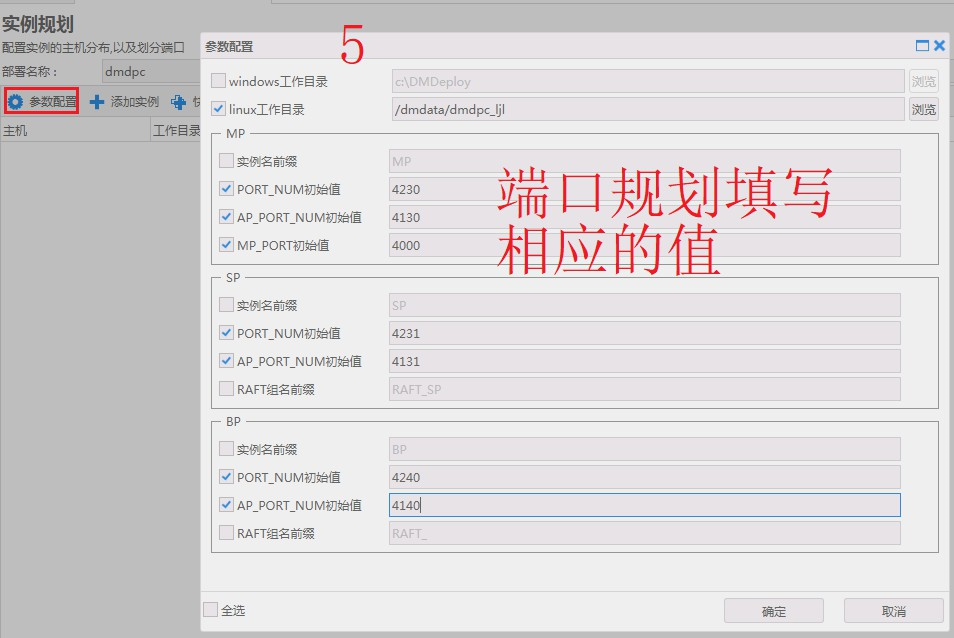 实例规划
配置实例的主机分布,以及划分端口
部署名称：
dmdpc
参数配置
添加实例
主机
工作目录
5
参数配置
windows工作目录
c:\DMDeploy
浏览
linux工作目录
/dmdata/dmdpc_ljl
浏览
MP
实例名前缀
MP
PORT_NUM初始值
4230
AP_PORT_NUM初始值
4130
MP_PORT初始值
4000
端口规划填写
相应的值
SP
实例名前缀
SP
PORT_NUM初始值
4231
AP_PORT_NUM初始值
4131
RAFT组名前缀
RAFT_SP
BP
实例名前缀
BP
PORT_NUM初始值
4240
AP_PORT_NUM初始值
4140
RAFT组名前缀
RAFT_
全选
确定
取消